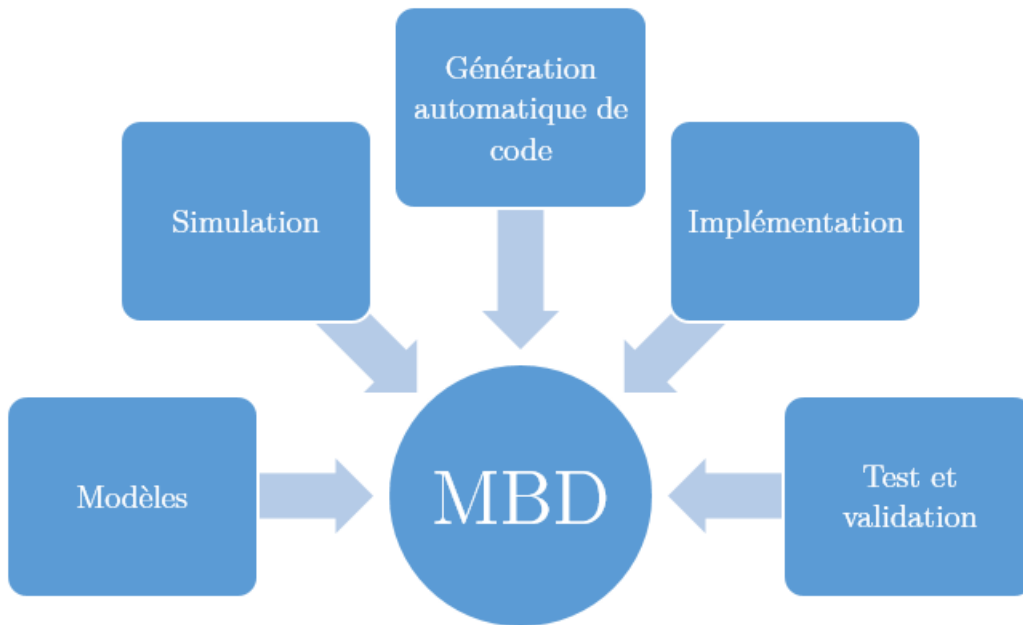 Génération
automatique de
code
Simulation
Implémentation
Modèles
MBD
Test et
validation